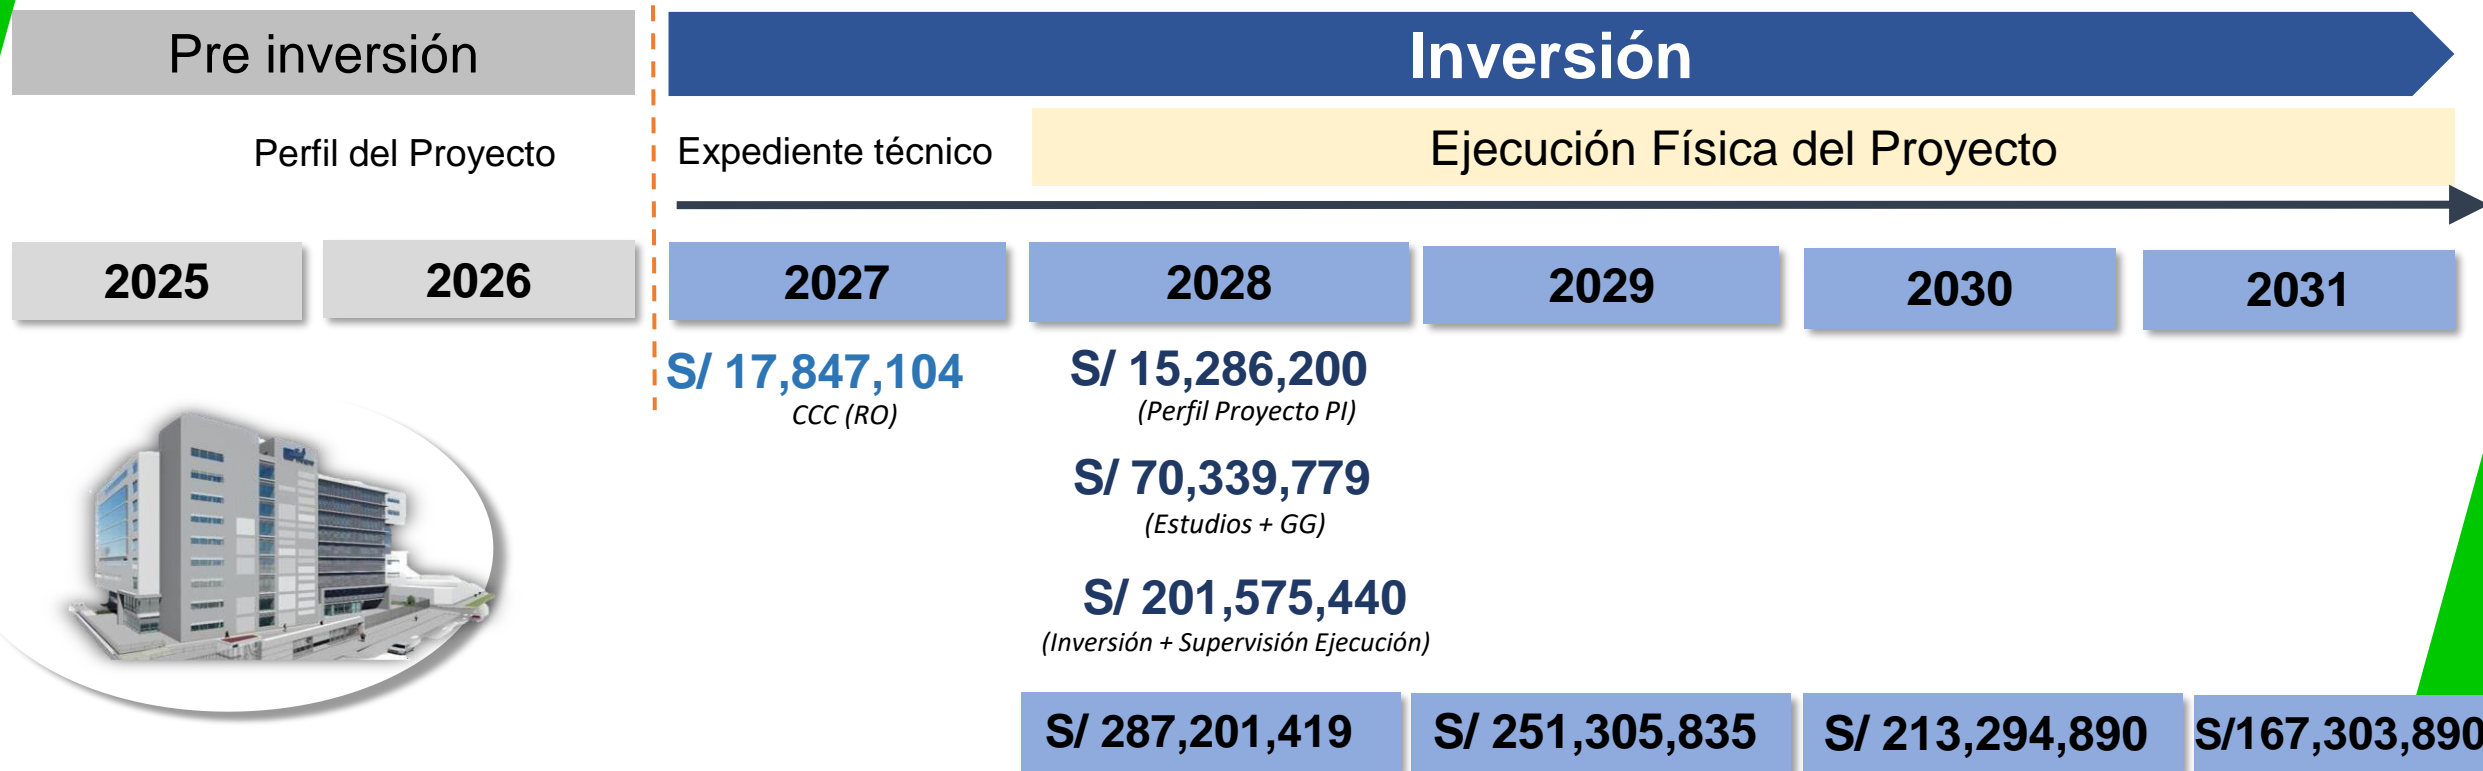 Pre inversión
Inversión
Perfil del Proyecto
Expediente técnico
Ejecución Física del Proyecto
2025
2026
2027
2028
2029
2030
2031
S/ 17,847,104
CCC (RO)
S/ 15,286,200
(Perfil Proyecto PI)
S/ 70,339,779
(Estudios + GG)
S/ 201,575,440
(Inversión + Supervisión Ejecución)
S/ 287,201,419
S/ 251,305,835
S/ 213,294,890
S/167,303,890